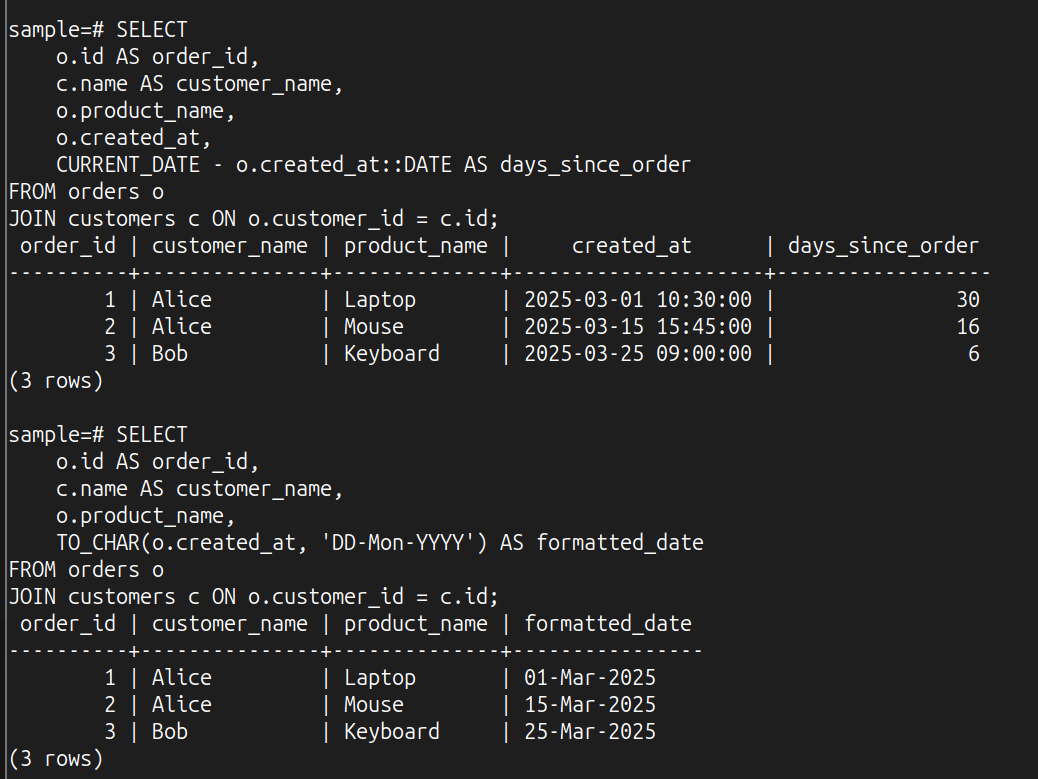 sample=# SELECT
    o.id AS order_id,
    c.name AS customer_name,
    o.product_name,
    o.created_at,
    CURRENT_DATE - o.created_at::DATE AS days_since_order
FROM orders o
JOIN customers c ON o.customer_id = c.id;
 order_id | customer_name | product_name |     created_at      | days_since_order
----------+---------------+--------------+---------------------+------------------
        1 | Alice         | Laptop       | 2025-03-01 10:30:00 |               30
        2 | Alice         | Mouse        | 2025-03-15 15:45:00 |               16
        3 | Bob           | Keyboard     | 2025-03-25 09:00:00 |                6
(3 rows)

sample=# SELECT
    o.id AS order_id,
    c.name AS customer_name,
    o.product_name,
    TO_CHAR(o.created_at, 'DD-Mon-YYYY') AS formatted_date
FROM orders o
JOIN customers c ON o.customer_id = c.id;
 order_id | customer_name | product_name | formatted_date
----------+---------------+--------------+----------------
        1 | Alice         | Laptop       | 01-Mar-2025
        2 | Alice         | Mouse        | 15-Mar-2025
        3 | Bob           | Keyboard     | 25-Mar-2025
(3 rows)